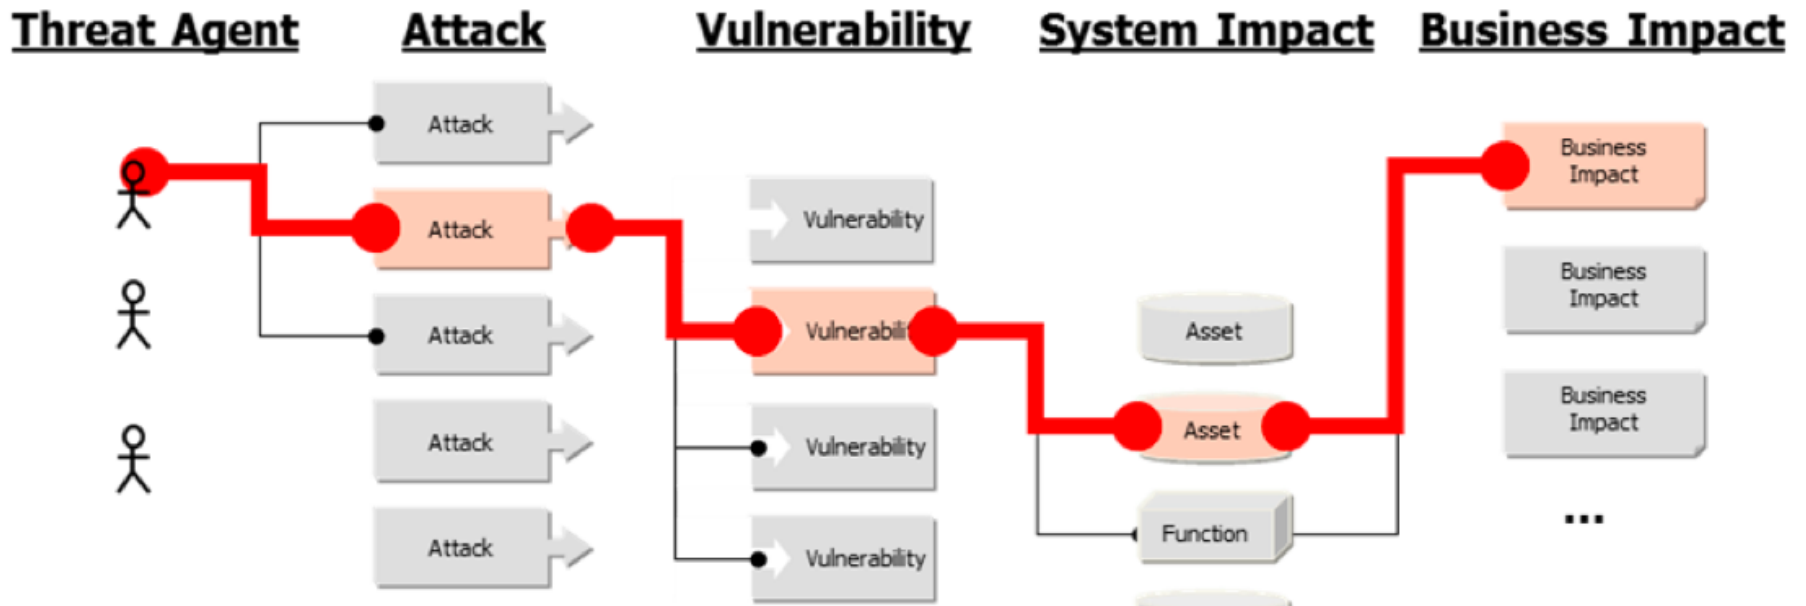 Threat Agent
Attack
Vulnerability
System Impact
Business Impact
Attack
Attack
Attack
Attack
Attack
Vulnerability
Vulnerabili
Vulnerability
Vulnerability
Asset
Asset
Function
Business
Impact
Business
Impact
Business
Impact
...